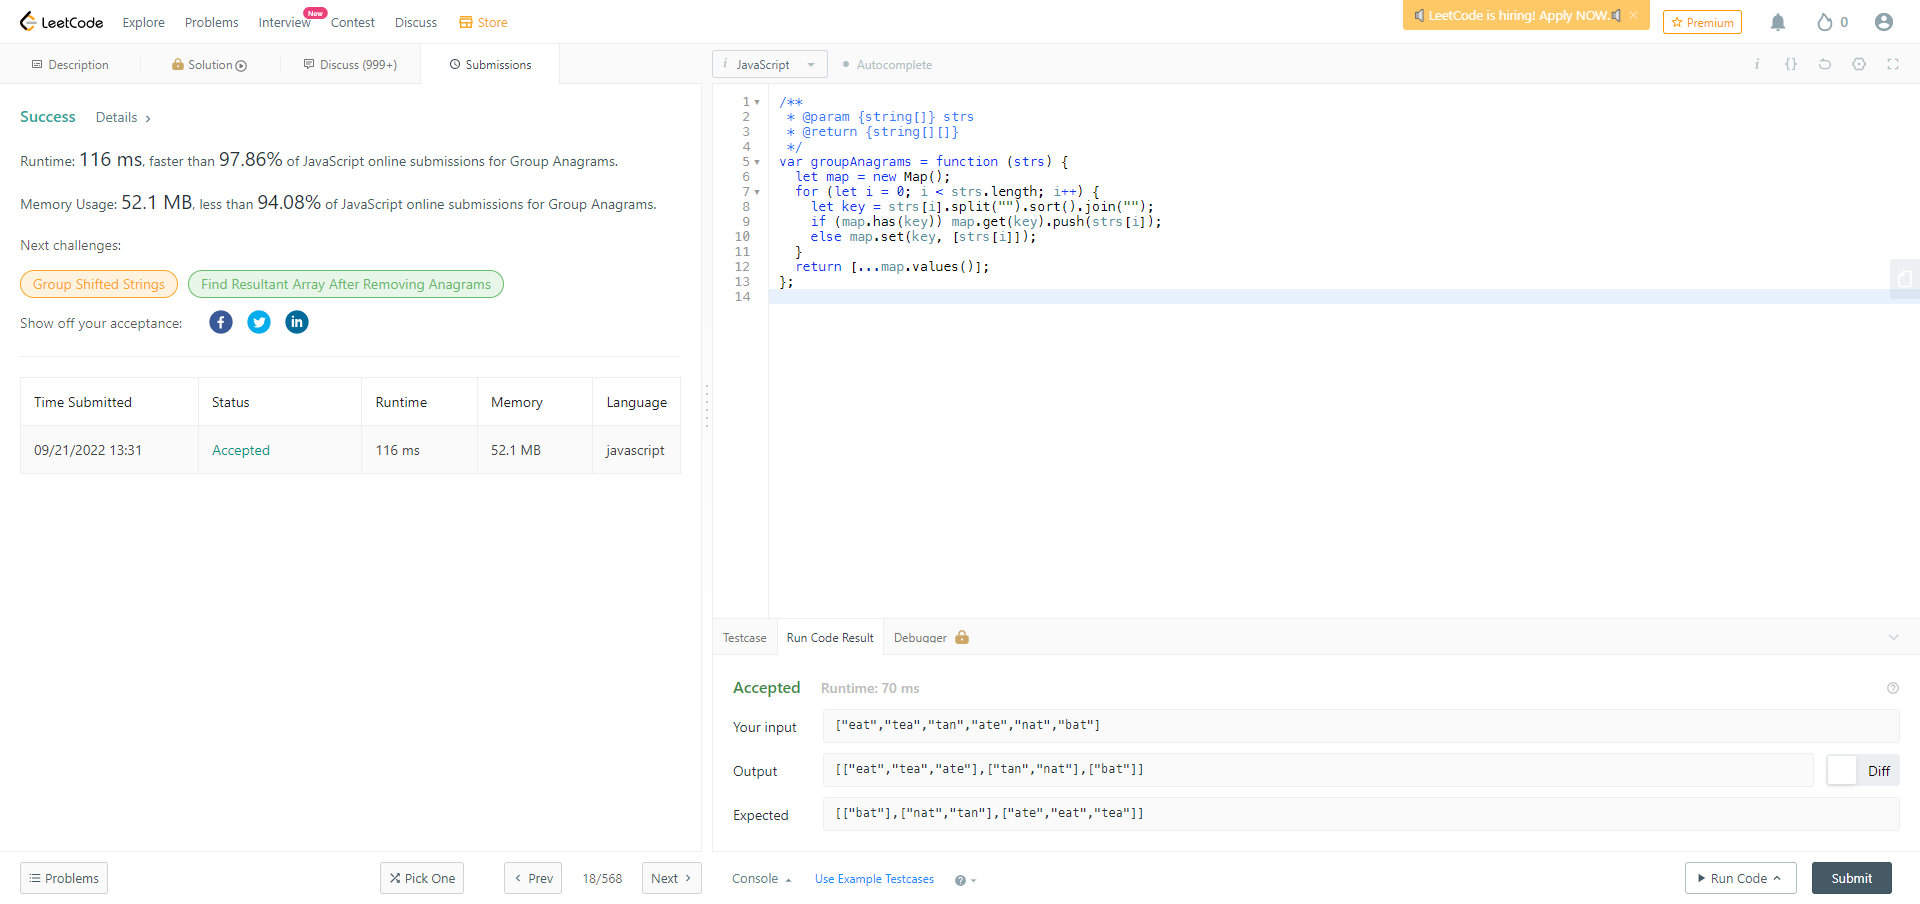 LeetCode Explore Problems Interview New Contest Discuss Store LeetCode is hiring! Apply NOW. × Premium 0
Description Solution Discuss (999+) Submissions
i JavaScript Autocomplete i {}
Success Details >
Runtime: 116 ms, faster than 97.86% of JavaScript online submissions for Group Anagrams.
Memory Usage: 52.1 MB, less than 94.08% of JavaScript online submissions for Group Anagrams.
Next challenges:
Group Shifted Strings Find Resultant Array After Removing Anagrams
Show off your acceptance: f in
Time Submitted Status Runtime Memory Language
09/21/2022 13:31 Accepted 116 ms 52.1 MB javascript
1 /**
2 * @param {string[]} strs
3 * @return {string[][]}
4 */
5 var groupAnagrams = function (strs) {
6 let map = new Map();
7 for (let i = 0; i < strs.length; i++) {
8 let key = strs[i].split("").sort().join("");
9 if (map.has(key)) map.get(key).push(strs[i]);
10 else map.set(key, [strs[i]]);
11 }
12 return [...map.values()];
13 };
14
Testcase Run Code Result Debugger
Accepted Runtime: 70 ms
Your input ["eat","tea","tan","ate","nat","bat"]
Output [["eat","tea","ate"],["tan","nat"],["bat"]] Diff
Expected [["bat"],["nat","tan"],["ate","eat","tea"]]
Problems Pick One < Prev 18/568 Next > Console Use Example Testcases ? Run Code Submit